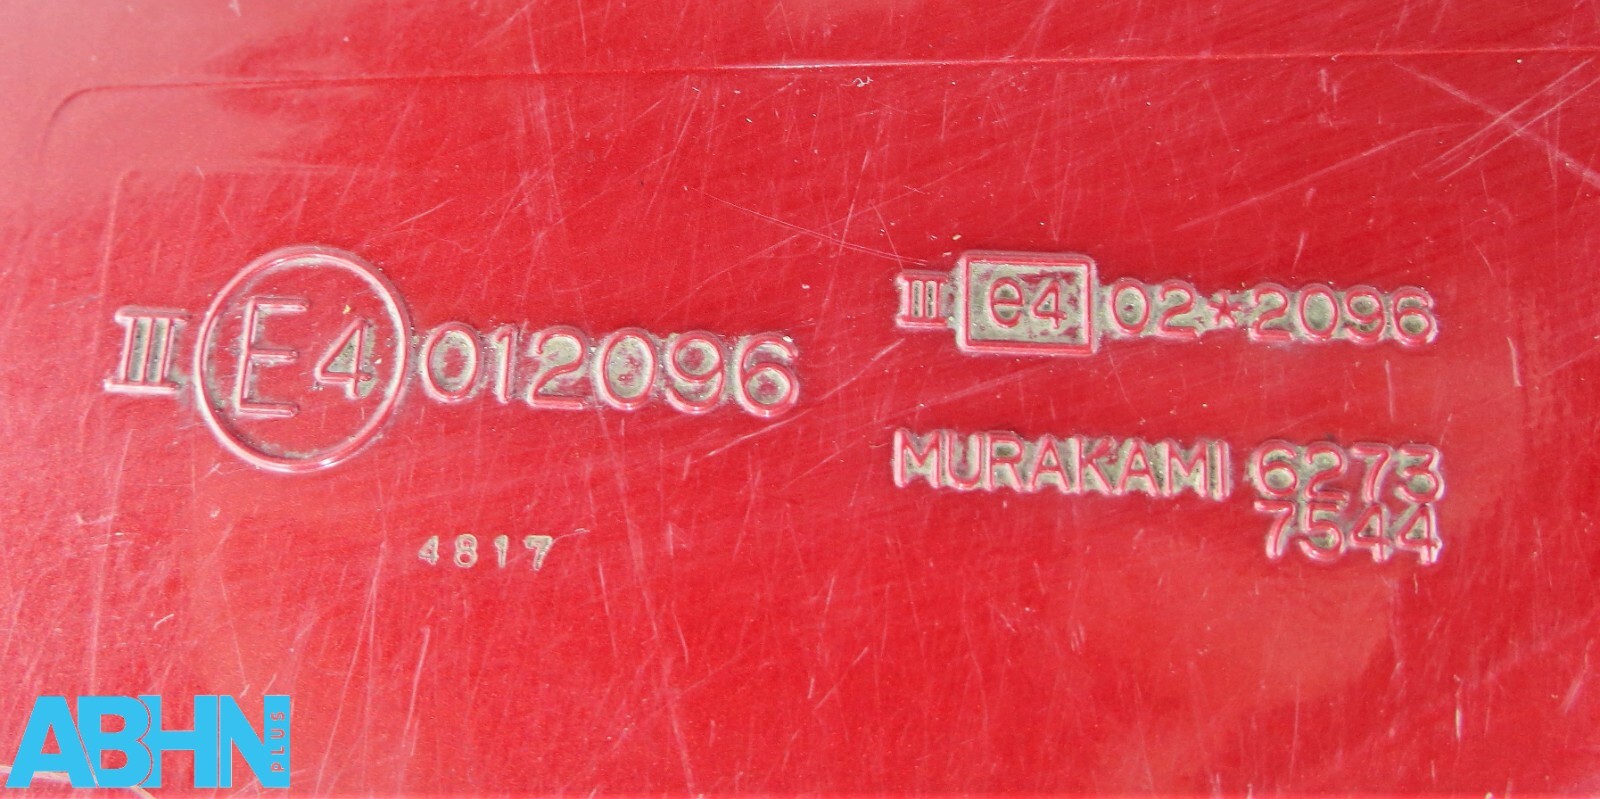 III E4 012096
III e4 02*2096
MURAKAMI 6273
7544
4817
ABHN PLUS